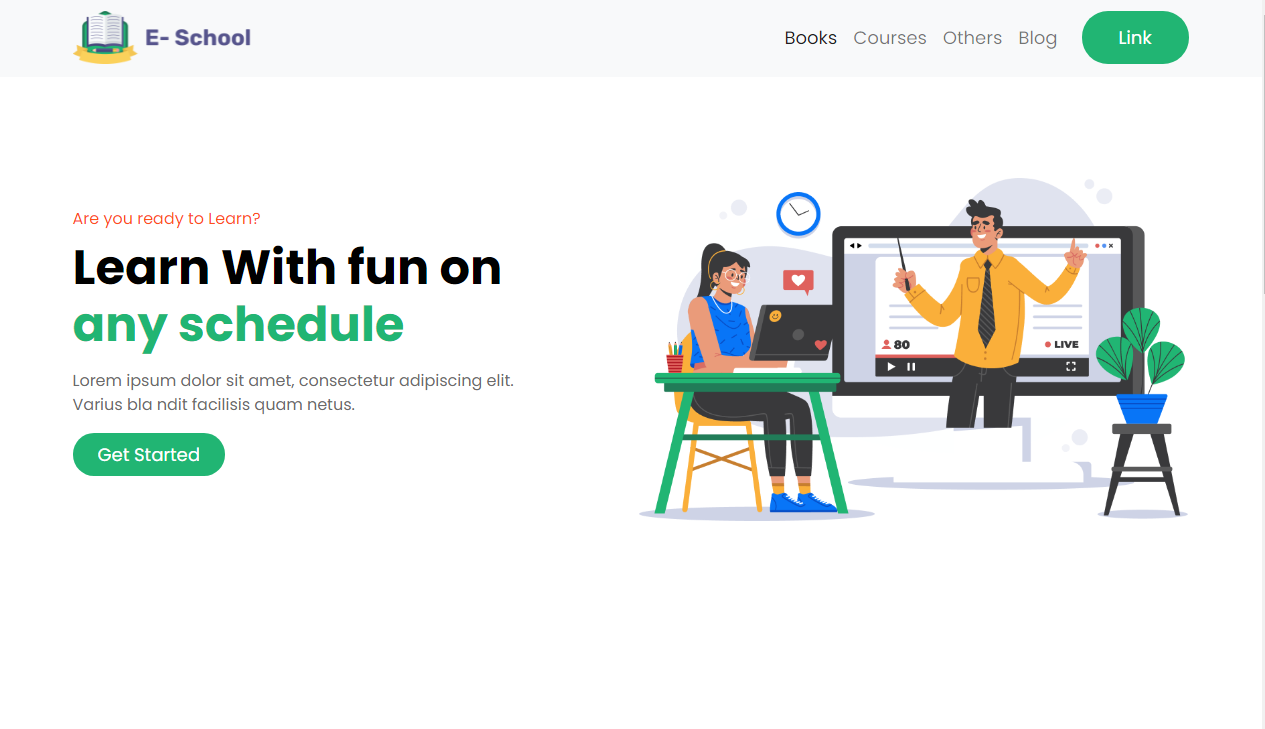 E- School
Books Courses Others Blog Link
Are you ready to Learn?
Learn With fun on
any schedule
Lorem ipsum dolor sit amet, consectetur adipiscing elit.
Varius bla ndit facilisis quam netus.
Get Started
80
LIVE